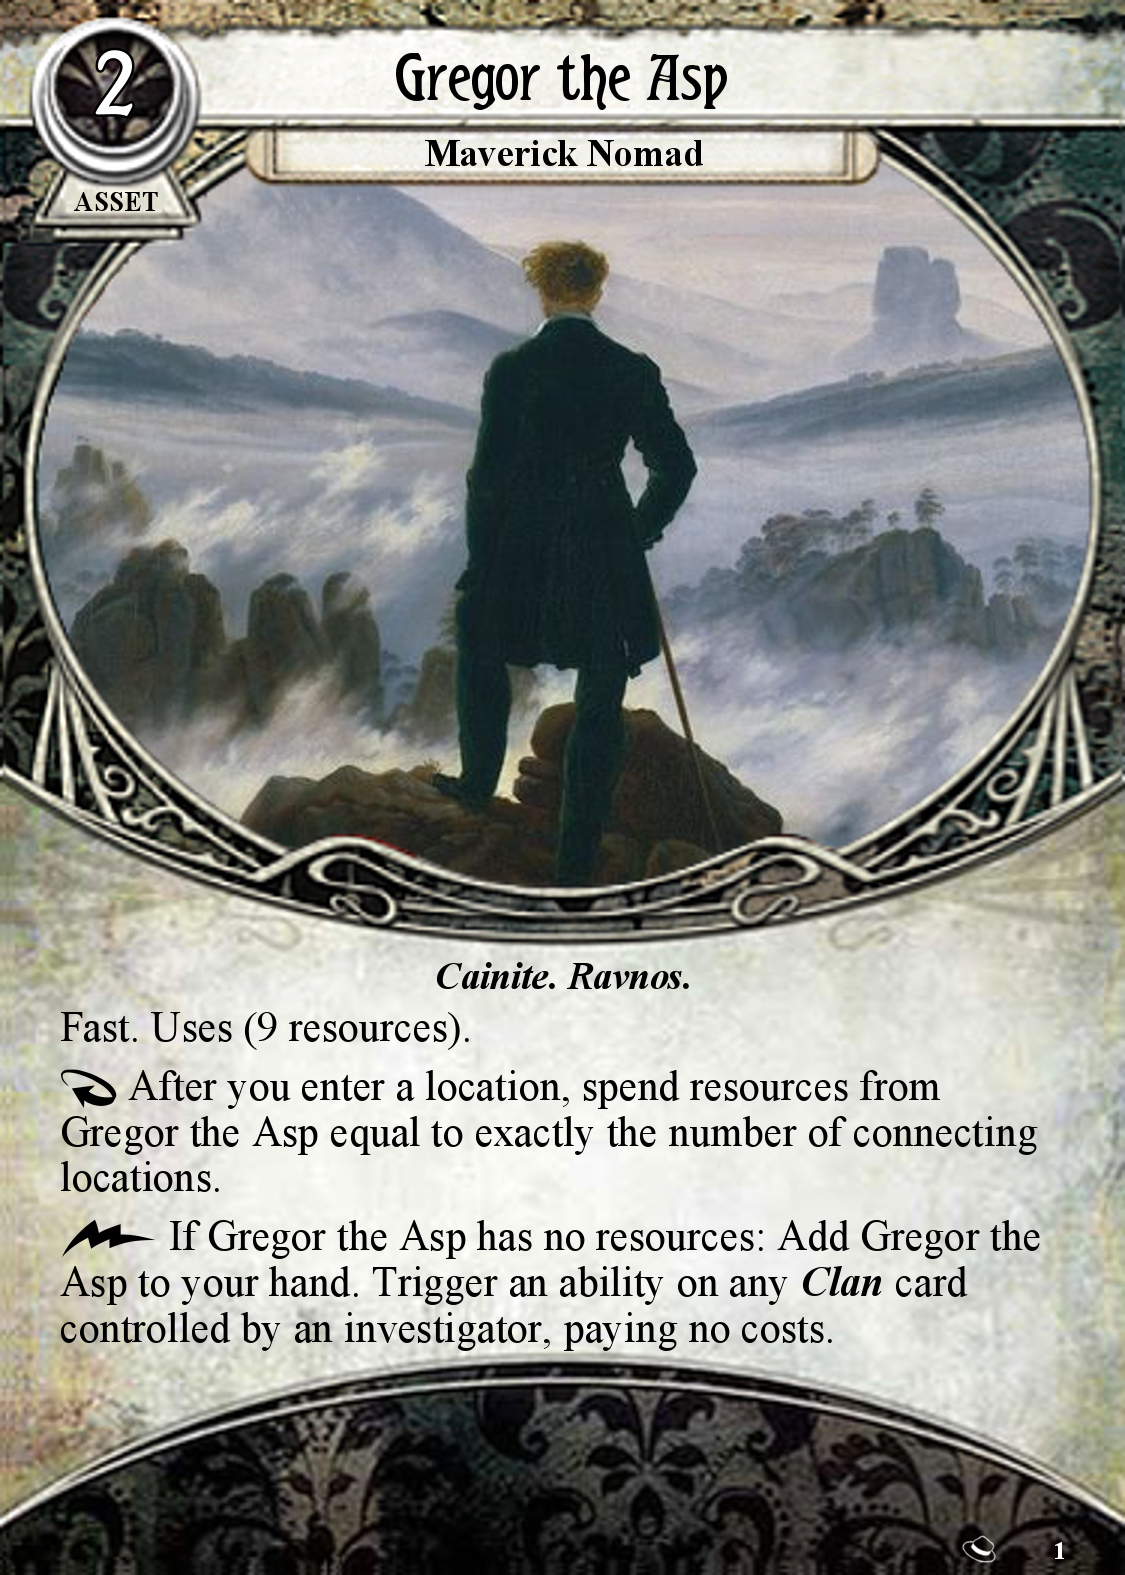 2
Gregor the Asp
Maverick Nomad
ASSET
Cainite. Ravnos.
Fast. Uses (9 resources).
After you enter a location, spend resources from
Gregor the Asp equal to exactly the number of connecting
locations.
If Gregor the Asp has no resources: Add Gregor the
Asp to your hand. Trigger an ability on any Clan card
controlled by an investigator, paying no costs.
1